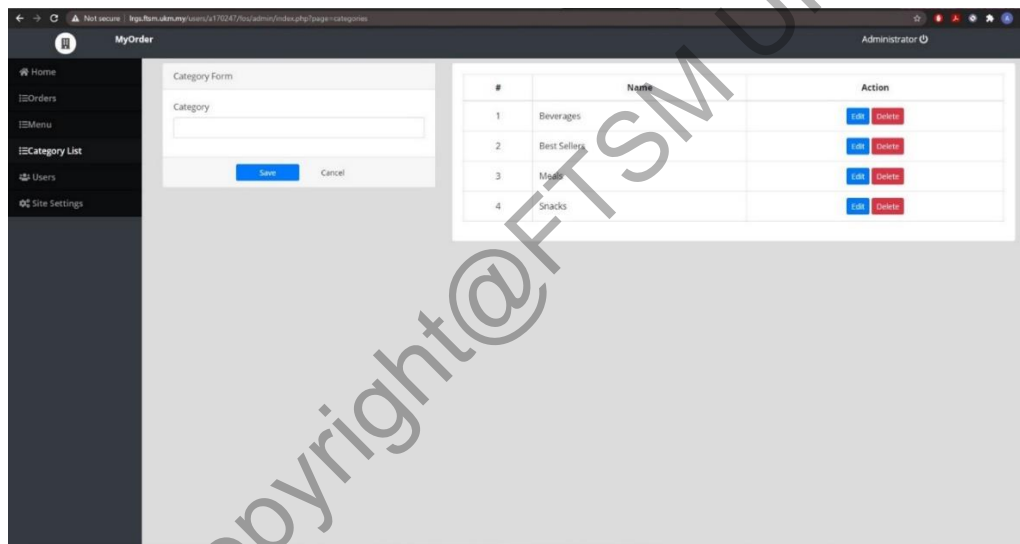 Not secure | lrgs.ftsm.ukm.my/users/a170247/fos/admin/index.php?page=categories
MyOrder
Administrator
Home
Orders
Menu
Category List
Users
Site Settings
Category Form
Category
Save Cancel
# Name Action
1 Beverages Edit Delete
2 Best Sellers Edit Delete
3 Meals Edit Delete
4 Snacks Edit Delete
opyright@FTSM U